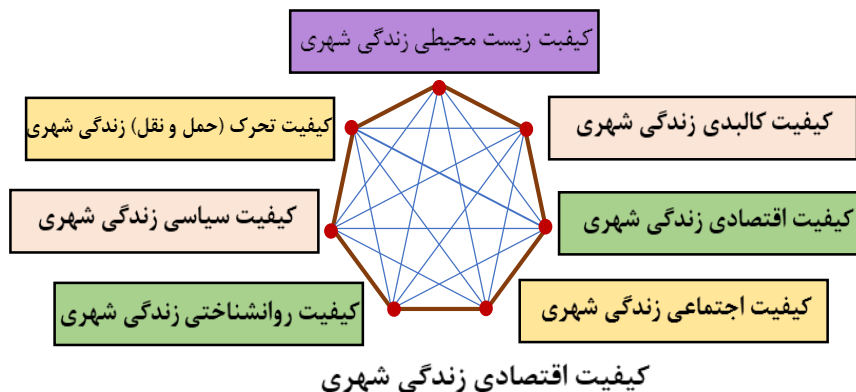 کیفبت زیست محیطی زندگی شهری
کیفیت کالبدی زندگی شهری
کیفیت تحرک (حمل و نقل) زندگی شهری
کیفیت اقتصادی زندگی شهری
کیفیت سیاسی زندگی شهری
کیفیت اجتماعی زندگی شهری
کیفیت روانشناختی زندگی شهری
کیفیت اقتصادی زندگی شهری